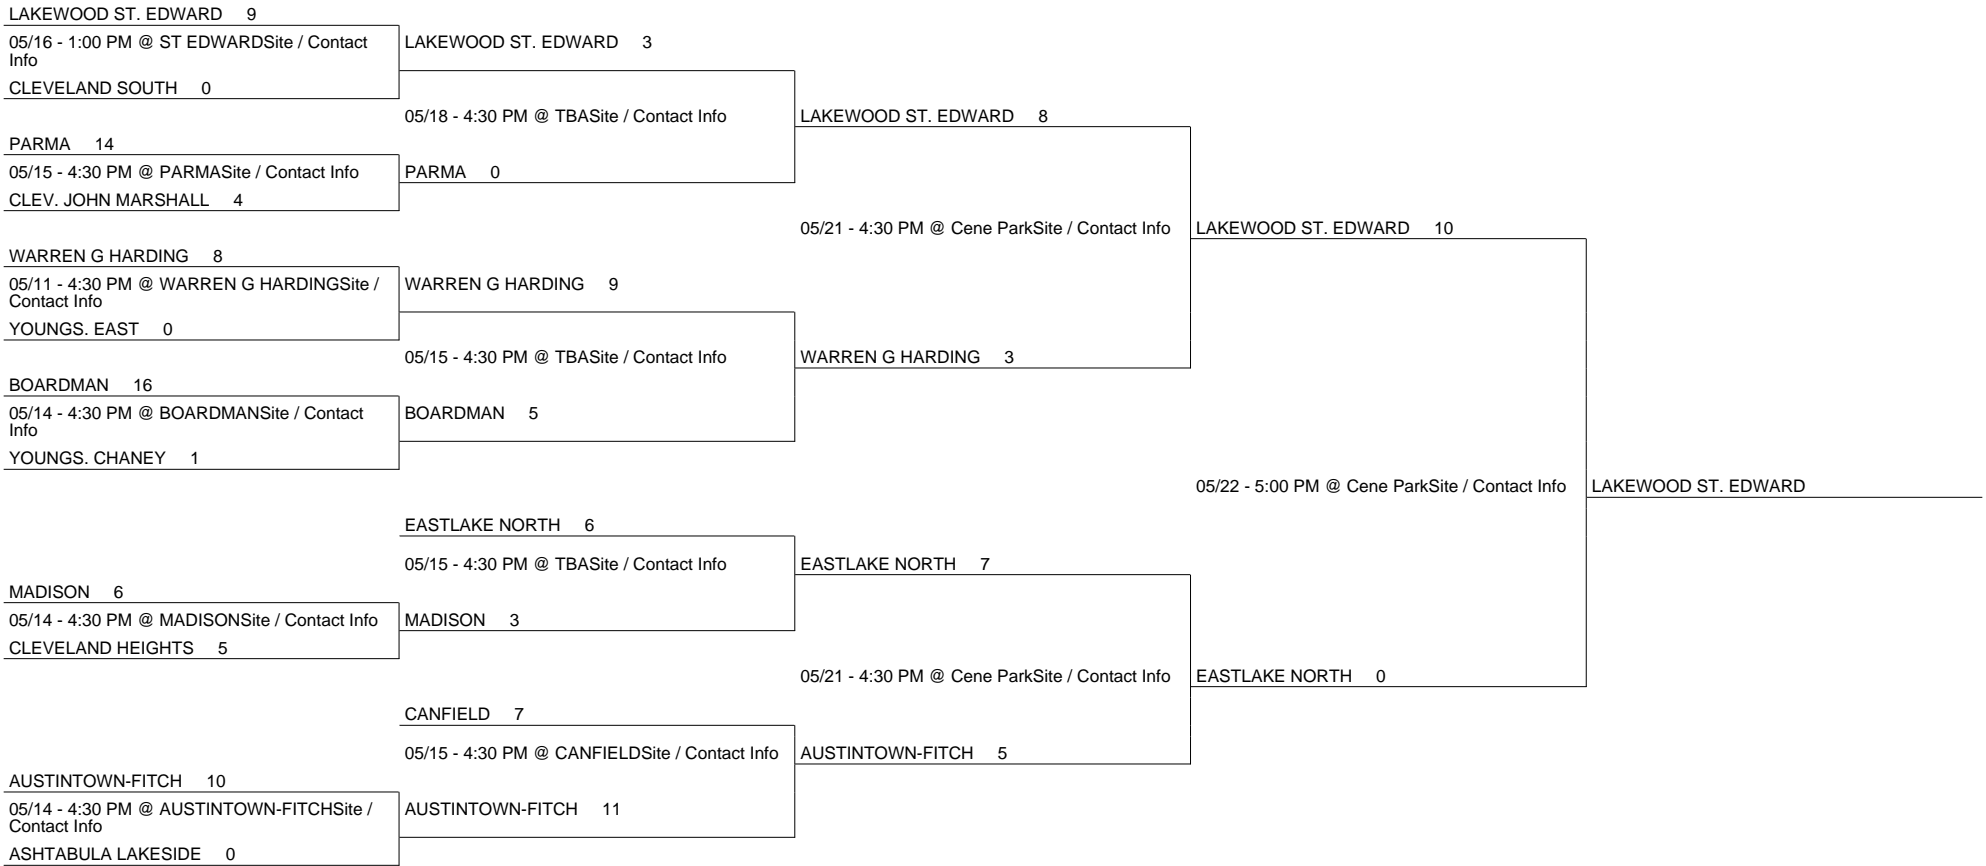 LAKEWOOD ST. EDWARD 9
05/16 - 1:00 PM @ ST EDWARDSite / Contact
Info
CLEVELAND SOUTH 0
PARMA 14
05/15 - 4:30 PM @ PARMASite / Contact Info
CLEV. JOHN MARSHALL 4
WARREN G HARDING 8
05/11 - 4:30 PM @ WARREN G HARDINGSite /
Contact Info
YOUNGS. EAST 0
BOARDMAN 16
05/14 - 4:30 PM @ BOARDMANSite / Contact
Info
YOUNGS. CHANEY 1
MADISON 6
05/14 - 4:30 PM @ MADISONSite / Contact Info
CLEVELAND HEIGHTS 5
AUSTINTOWN-FITCH 10
05/14 - 4:30 PM @ AUSTINTOWN-FITCHSite /
Contact Info
ASHTABULA LAKESIDE 0
LAKEWOOD ST. EDWARD 3
05/18 - 4:30 PM @ TBASite / Contact Info
PARMA 0
WARREN G HARDING 9
05/15 - 4:30 PM @ TBASite / Contact Info
BOARDMAN 5
EASTLAKE NORTH 6
05/15 - 4:30 PM @ TBASite / Contact Info
MADISON 3
CANFIELD 7
05/15 - 4:30 PM @ CANFIELDSite / Contact Info
AUSTINTOWN-FITCH 11
LAKEWOOD ST. EDWARD 8
05/21 - 4:30 PM @ Cene ParkSite / Contact Info
WARREN G HARDING 3
EASTLAKE NORTH 7
05/21 - 4:30 PM @ Cene ParkSite / Contact Info
AUSTINTOWN-FITCH 5
LAKEWOOD ST. EDWARD 10
05/22 - 5:00 PM @ Cene ParkSite / Contact Info
EASTLAKE NORTH 0
LAKEWOOD ST. EDWARD